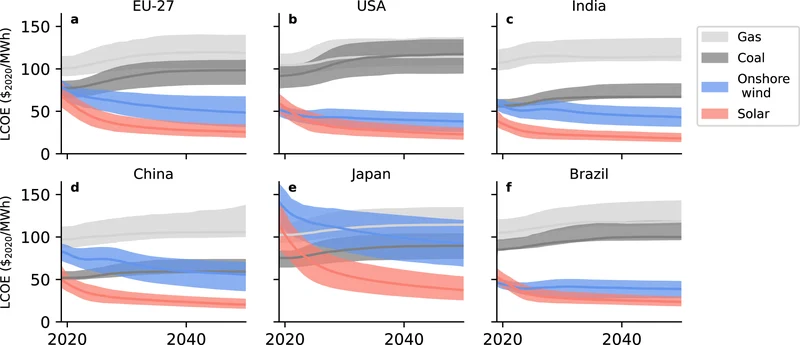 EU-27
USA
India
a
b
c
LCOE ($2020/MWh)
150
100
50
0
Gas
Coal
Onshore
wind
Solar
China
Japan
Brazil
d
e
f
LCOE ($2020/MWh)
150
100
50
0
2020
2040
2020
2040
2020
2040